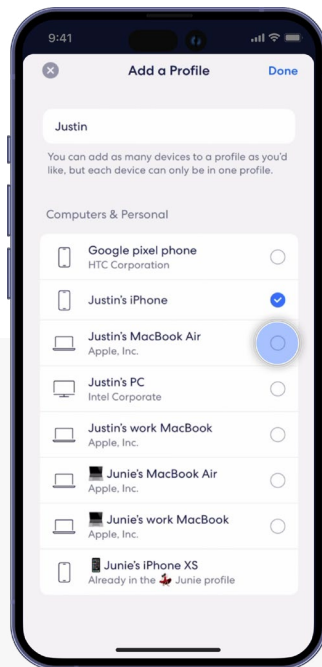 9:41
Add a Profile
Done
Justin
You can add as many devices to a profile as you'd
like, but each device can only be in one profile.
Computers & Personal
Google pixel phone
HTC Corporation
Justin's iPhone
Justin's MacBook Air
Apple, Inc.
Justin's PC
Intel Corporate
Justin's work MacBook
Apple, Inc.
💻 Junie's MacBook Air
Apple, Inc.
💻 Junie's work MacBook
Apple, Inc.
📱 Junie's iPhone XS
Already in the 💃 Junie profile